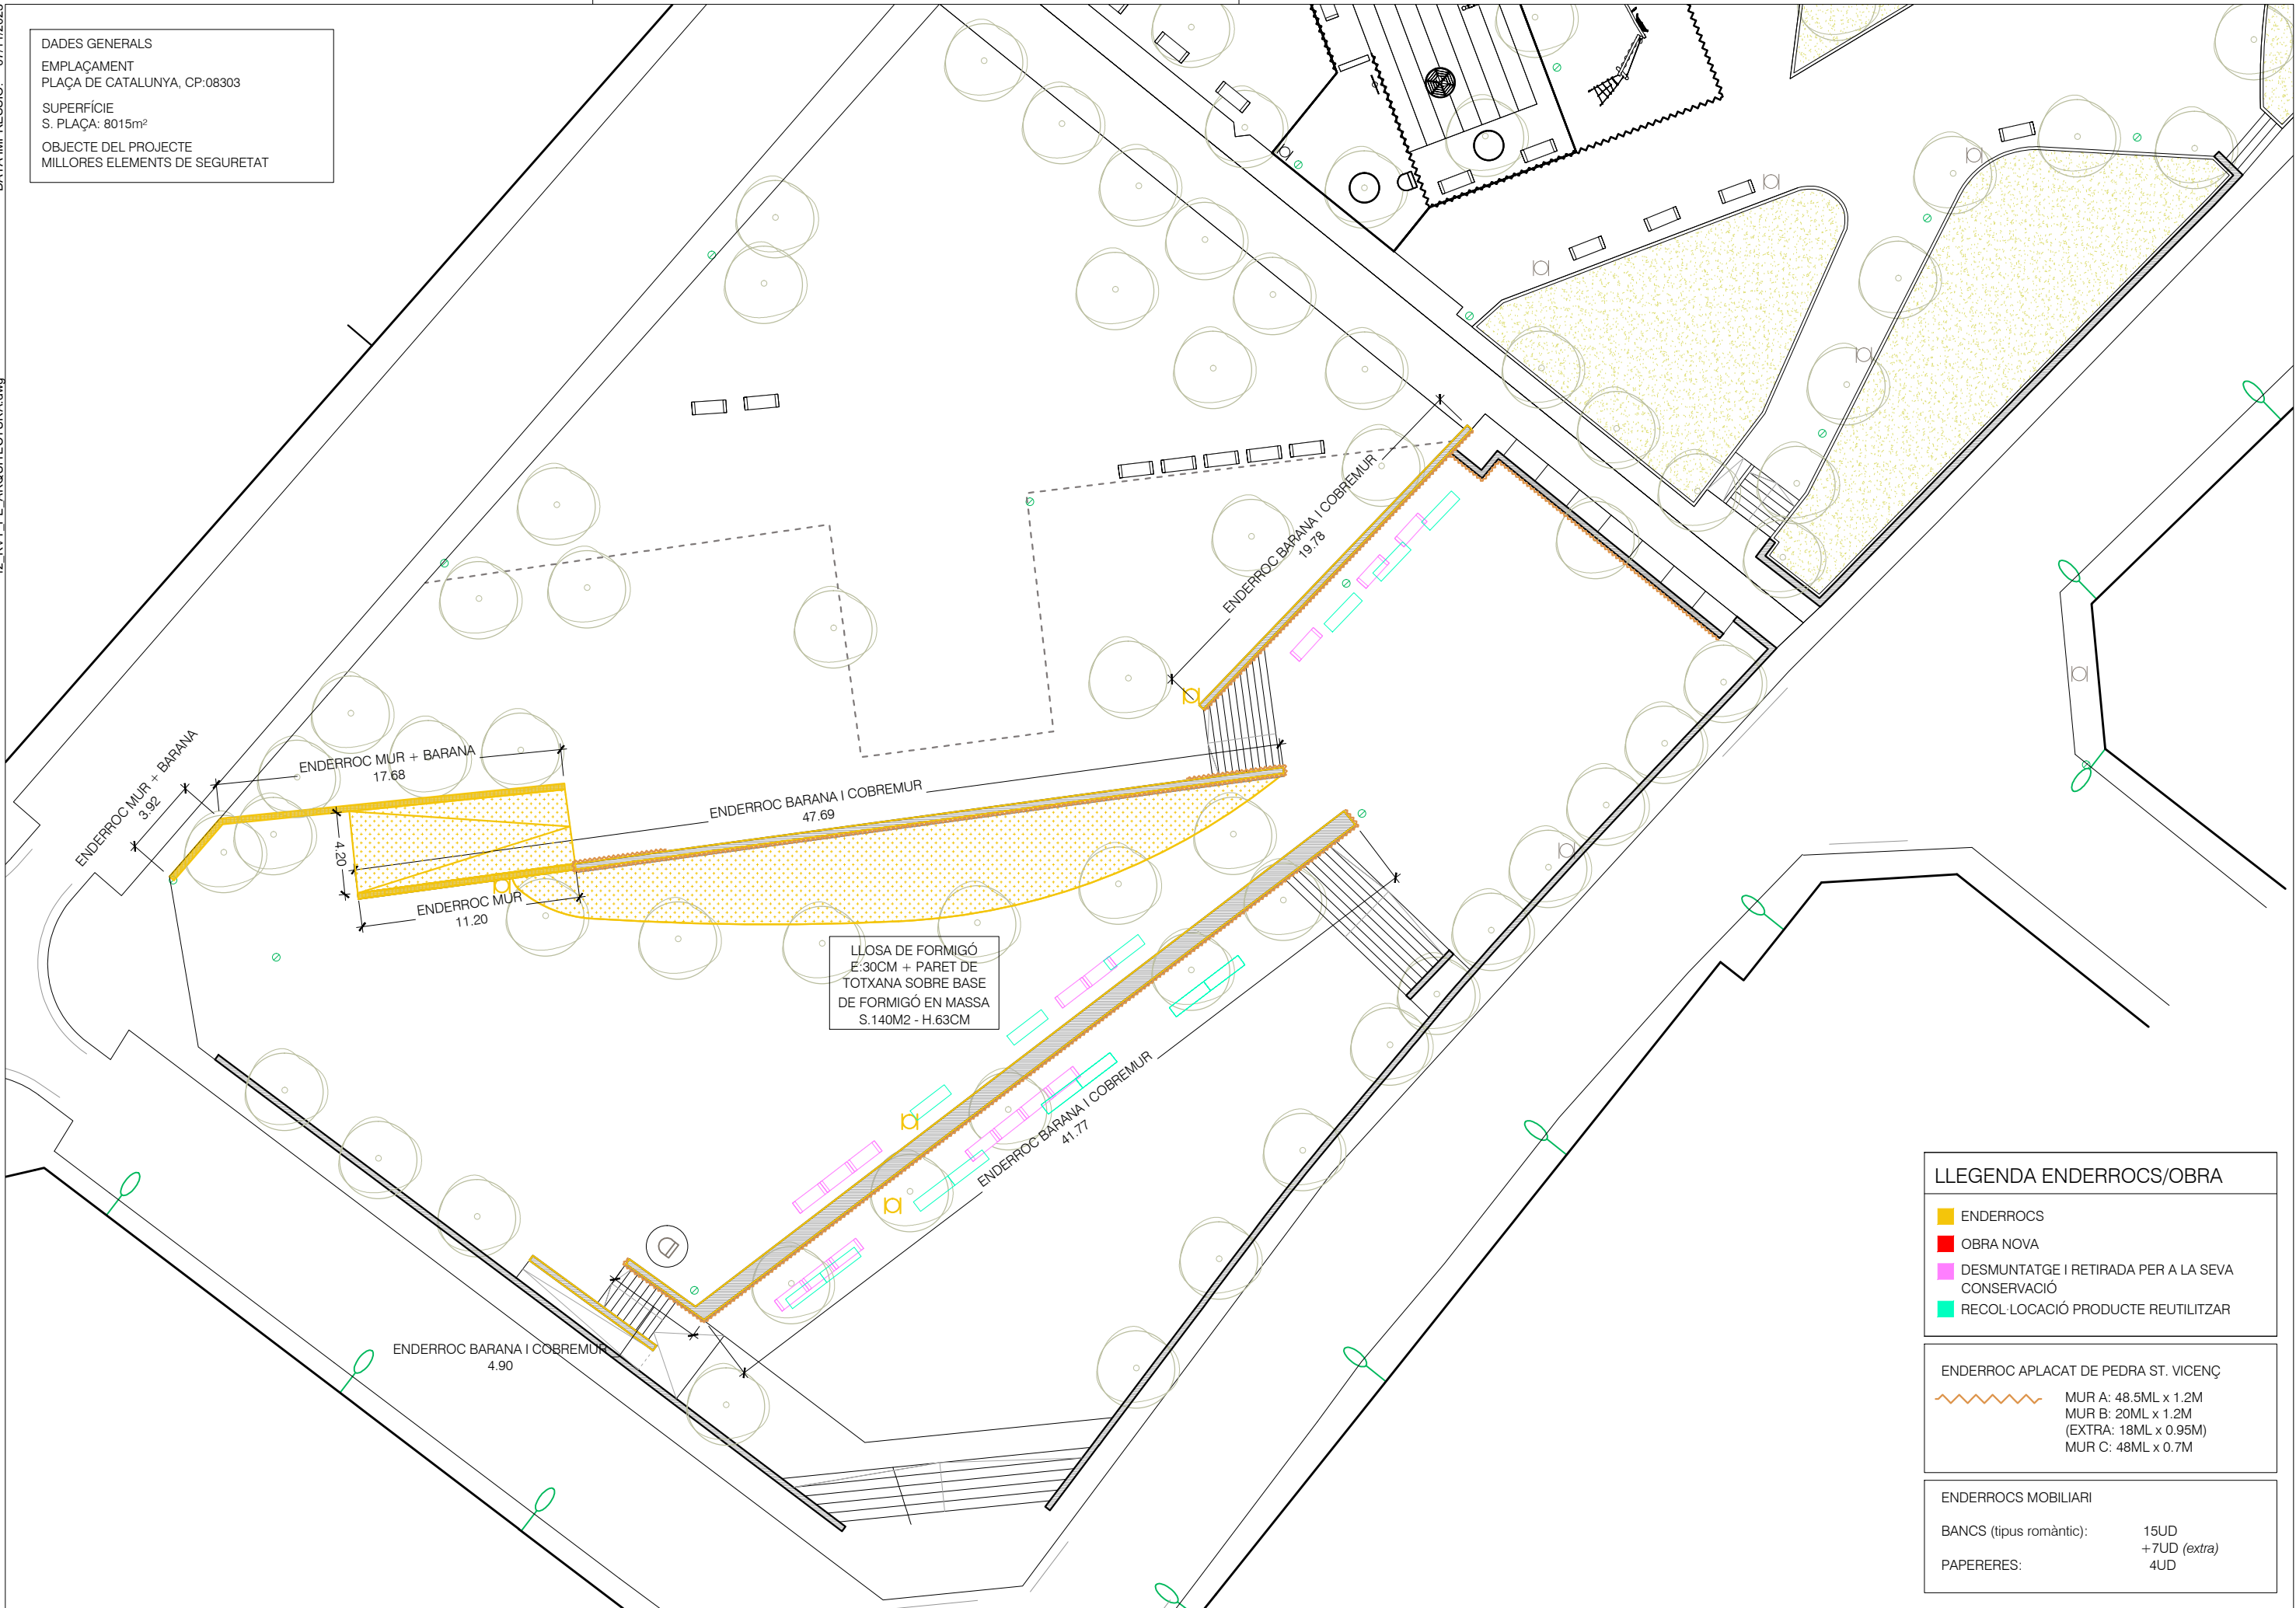 DADES GENERALS
EMPLAÇAMENT
PLAÇA DE CATALUNYA, CP:08303
SUPERFÍCIE
S. PLAÇA: 8015m²
OBJECTE DEL PROJECTE
MILLORES ELEMENTS DE SEGURETAT
ENDERROC BARANA I COBREMUR
19.78
ENDERROC MUR + BARANA
3.92
ENDERROC MUR + BARANA
17.68
ENDERROC BARANA I COBREMUR
47.69
4.20
ENDERROC MUR
11.20
LLOSA DE FORMIGÓ
E:30CM + PARET DE
TOTXANA SOBRE BASE
DE FORMIGÓ EN MASSA
S.140M2 - H.63CM
ENDERROC BARANA I COBREMUR
41.77
ENDERROC BARANA I COBREMUR
4.90
LLEGENDA ENDERROCS/OBRA
ENDERROCS
OBRA NOVA
DESMUNTATGE I RETIRADA PER A LA SEVA
CONSERVACIÓ
RECOL·LOCACIÓ PRODUCTE REUTILITZAR
ENDERROC APLACAT DE PEDRA ST. VICENÇ
MUR A: 48.5ML x 1.2M
MUR B: 20ML x 1.2M
(EXTRA: 18ML x 0.95M)
MUR C: 48ML x 0.7M
ENDERROCS MOBILIARI
BANCS (tipus romàntic): 15UD
+7UD (extra)
PAPERERES: 4UD